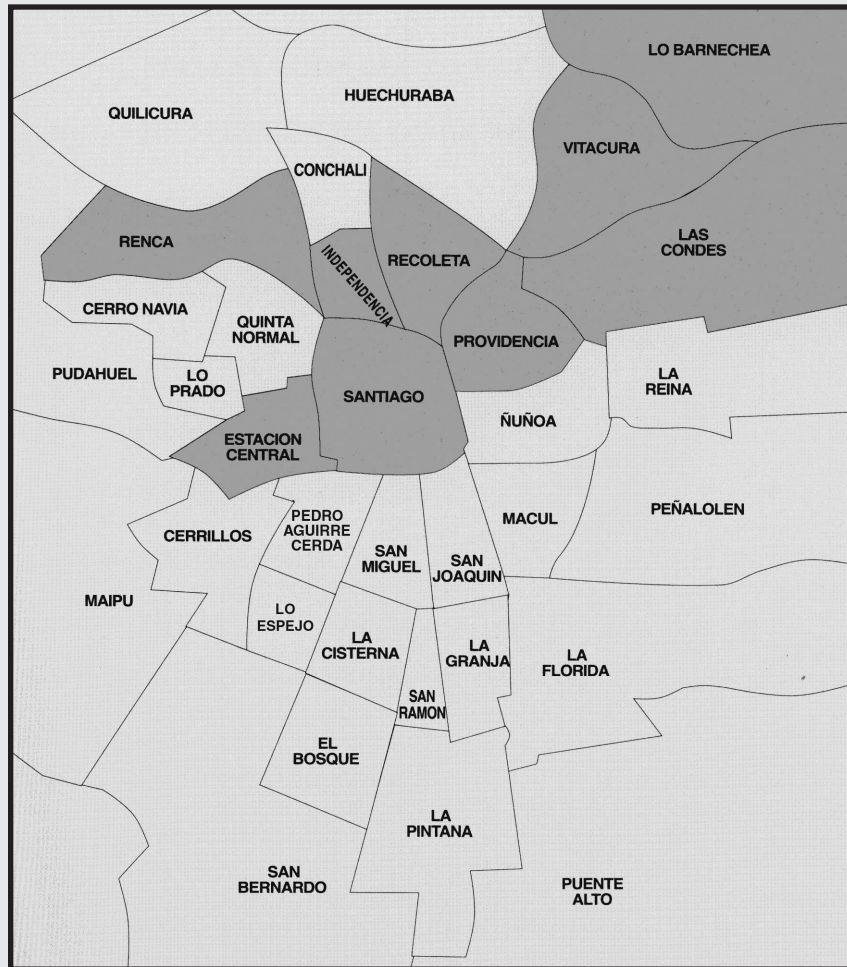 LO BARNECHEA
HUECHURABA
QUILICURA
VITACURA
CONCHALI
LAS
CONDES
RENCA
INDEPENDENCIA
RECOLETA
CERRO NAVIA
QUINTA
NORMAL
PROVIDENCIA
PUDAHUEL
LO
PRADO
LA
REINA
SANTIAGO
ÑUÑOA
ESTACION
CENTRAL
PEÑALOLEN
PEDRO
AGUIRRE
CERDA
MACUL
CERRILLOS
SAN
MIGUEL
SAN
JOAQUIN
MAIPU
LO
ESPEJO
LA
CISTERNA
LA
GRANJA
LA
FLORIDA
SAN
RAMON
EL
BOSQUE
LA
PINTANA
SAN
BERNARDO
PUENTE
ALTO